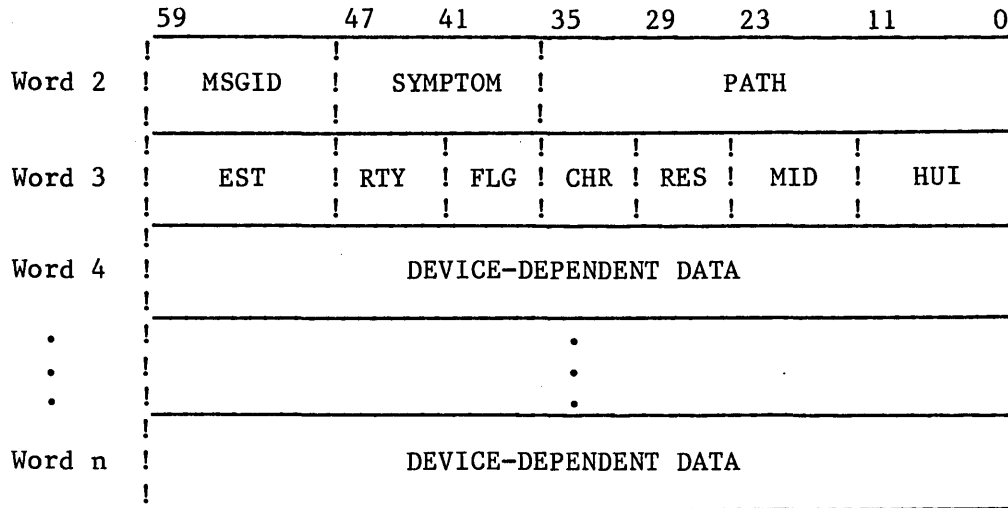 59 47 41 35 29 23 11 0
Word 2 ! MSGID ! SYMPTOM ! PATH
Word 3 ! EST ! RTY ! FLG ! CHR ! RES ! MID ! HUI
Word 4 ! DEVICE-DEPENDENT DATA
. ! .
. ! .
. ! .
Word n ! DEVICE-DEPENDENT DATA